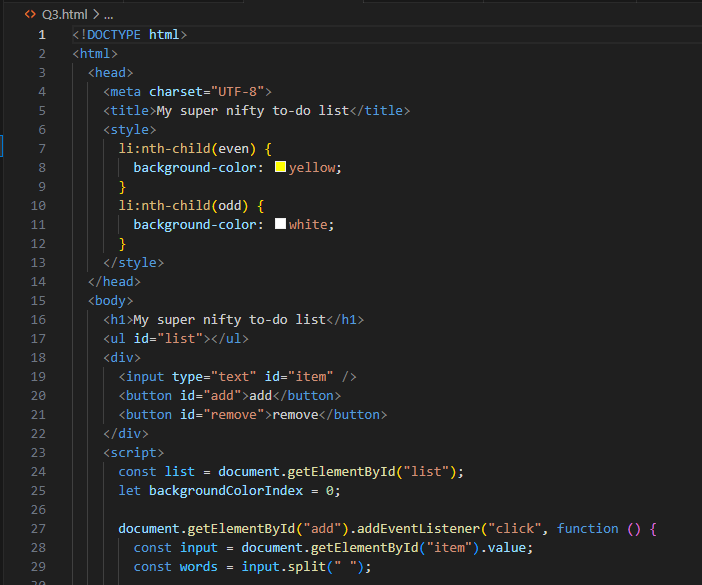 Q3.html > ...
1 <!DOCTYPE html>
2 <html>
3 <head>
4 <meta charset="UTF-8">
5 <title>My super nifty to-do list</title>
6 <style>
7 li:nth-child(even) {
8 background-color: yellow;
9 }
10 li:nth-child(odd) {
11 background-color: white;
12 }
13 </style>
14 </head>
15 <body>
16 <h1>My super nifty to-do list</h1>
17 <ul id="list"></ul>
18 <div>
19 <input type="text" id="item" />
20 <button id="add">add</button>
21 <button id="remove">remove</button>
22 </div>
23 <script>
24 const list = document.getElementById("list");
25 let backgroundColorIndex = 0;
26
27 document.getElementById("add").addEventListener("click", function () {
28 const input = document.getElementById("item").value;
29 const words = input.split(" ");